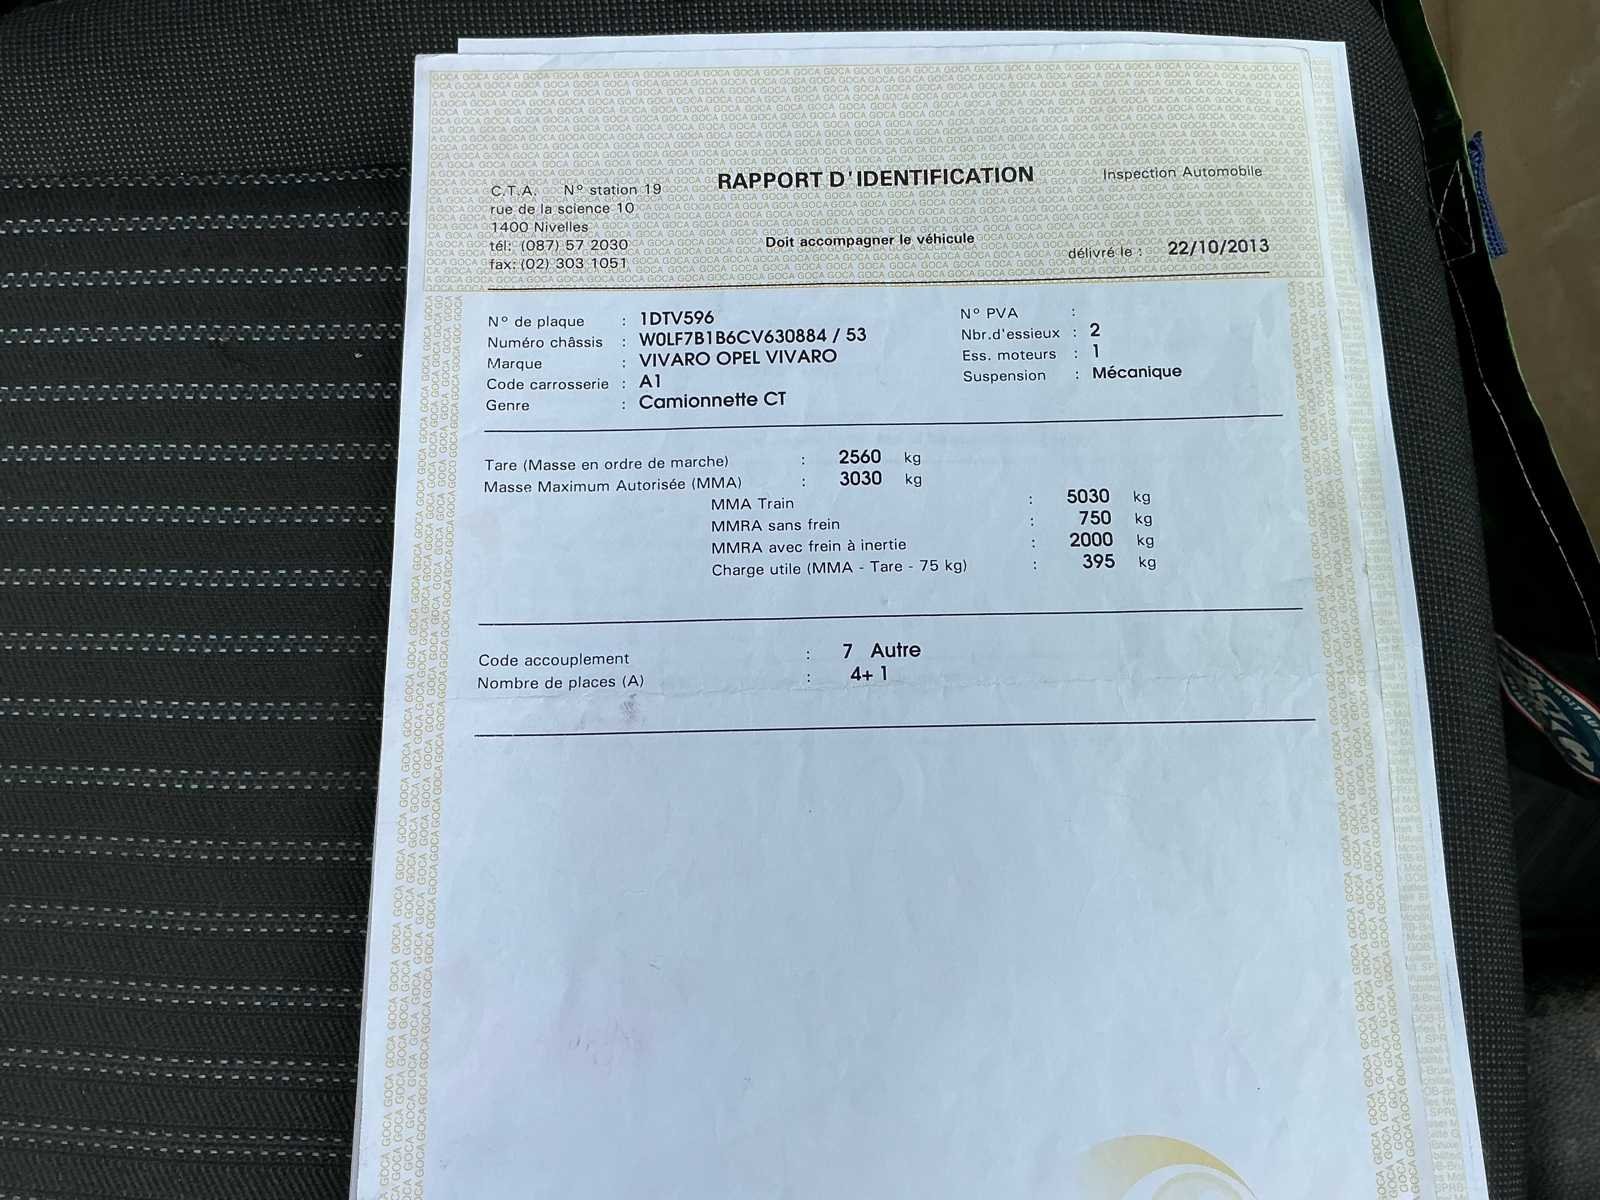 RAPPORT D'IDENTIFICATION
Inspection Automobile
C.T.A. N° station 19
rue de la science 10
1400 Nivelles
tél: (087) 57 2030
fax: (02) 303 1051
Doit accompagner le véhicule
délivré le : 22/10/2013
N° de plaque : 1DTV596
Numéro châssis : W0LF7B1B6CV630884 / 53
Marque : VIVARO OPEL VIVARO
Code carrosserie : A1
Genre : Camionnette CT
N° PVA :
Nbr.d'essieux : 2
Ess. moteurs : 1
Suspension : Mécanique
Tare (Masse en ordre de marche) : 2560 kg
Masse Maximum Autorisée (MMA) : 3030 kg
MMA Train : 5030 kg
MMRA sans frein : 750 kg
MMRA avec frein à inertie : 2000 kg
Charge utile (MMA - Tare - 75 kg) : 395 kg
Code accouplement : 7 Autre
Nombre de places (A) : 4+ 1